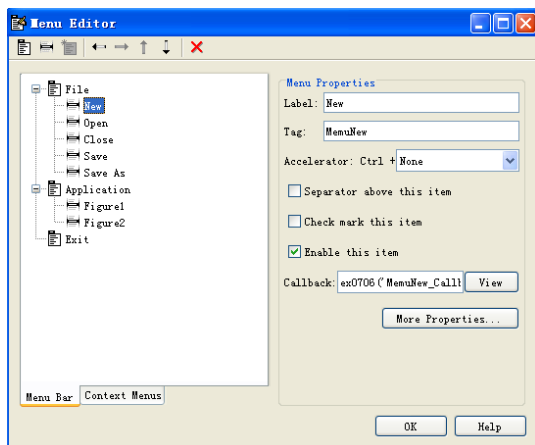 Menu Editor
File
New
Open
Close
Save
Save As
Application
Figure1
Figure2
Exit
Menu Bar
Context Menus
Menu Properties
Label: New
Tag: MemuNew
Accelerator: Ctrl + None
Separator above this item
Check mark this item
Enable this item
Callback: ex0706('MemuNew_Call View
More Properties...
OK Help